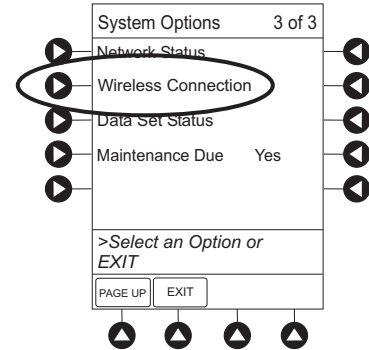 System Options 3 of 3
Network Status
Wireless Connection
Data Set Status
Maintenance Due Yes
>Select an Option or
EXIT
PAGE UP EXIT